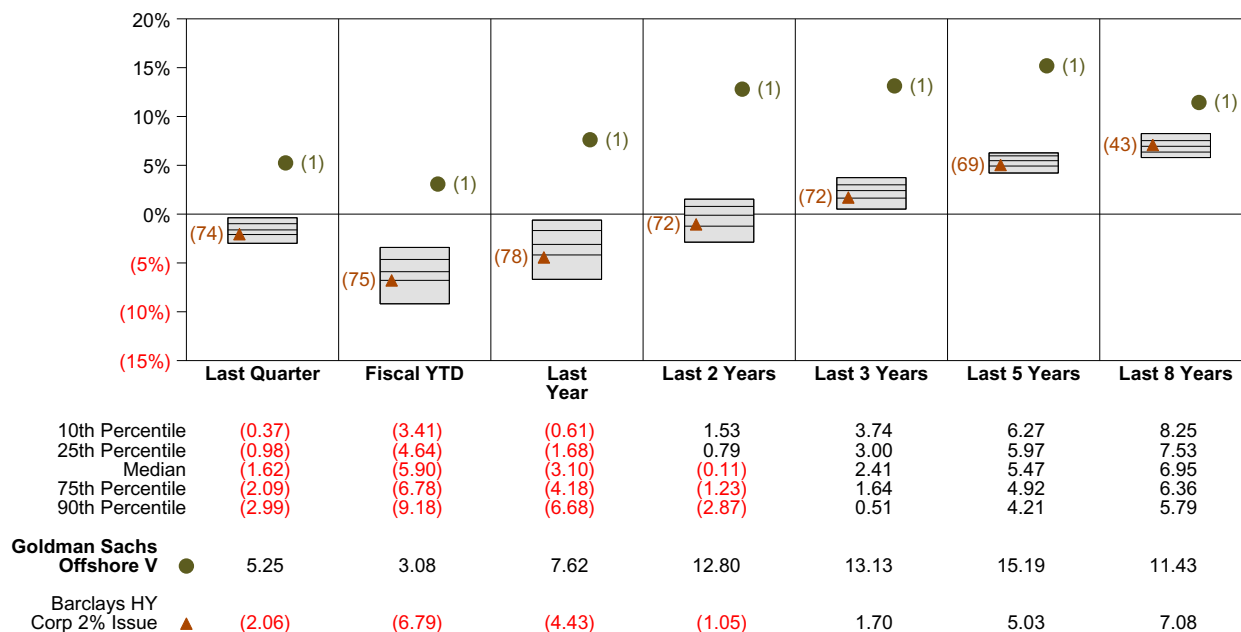 20%
15%
10%
5%
0%
(5%)
(10%)
(15%)
(1) (1) (1) (1) (1) (1) (1)
(74) (75) (78) (72) (72) (69) (43)
Last Quarter Fiscal YTD Last Year Last 2 Years Last 3 Years Last 5 Years Last 8 Years
10th Percentile (0.37) (3.41) (0.61) 1.53 3.74 6.27 8.25
25th Percentile (0.98) (4.64) (1.68) 0.79 3.00 5.97 7.53
Median (1.62) (5.90) (3.10) (0.11) 2.41 5.47 6.95
75th Percentile (2.09) (6.78) (4.18) (1.23) 1.64 4.92 6.36
90th Percentile (2.99) (9.18) (6.68) (2.87) 0.51 4.21 5.79
Goldman Sachs
Offshore V 5.25 3.08 7.62 12.80 13.13 15.19 11.43
Barclays HY
Corp 2% Issue (2.06) (6.79) (4.43) (1.05) 1.70 5.03 7.08